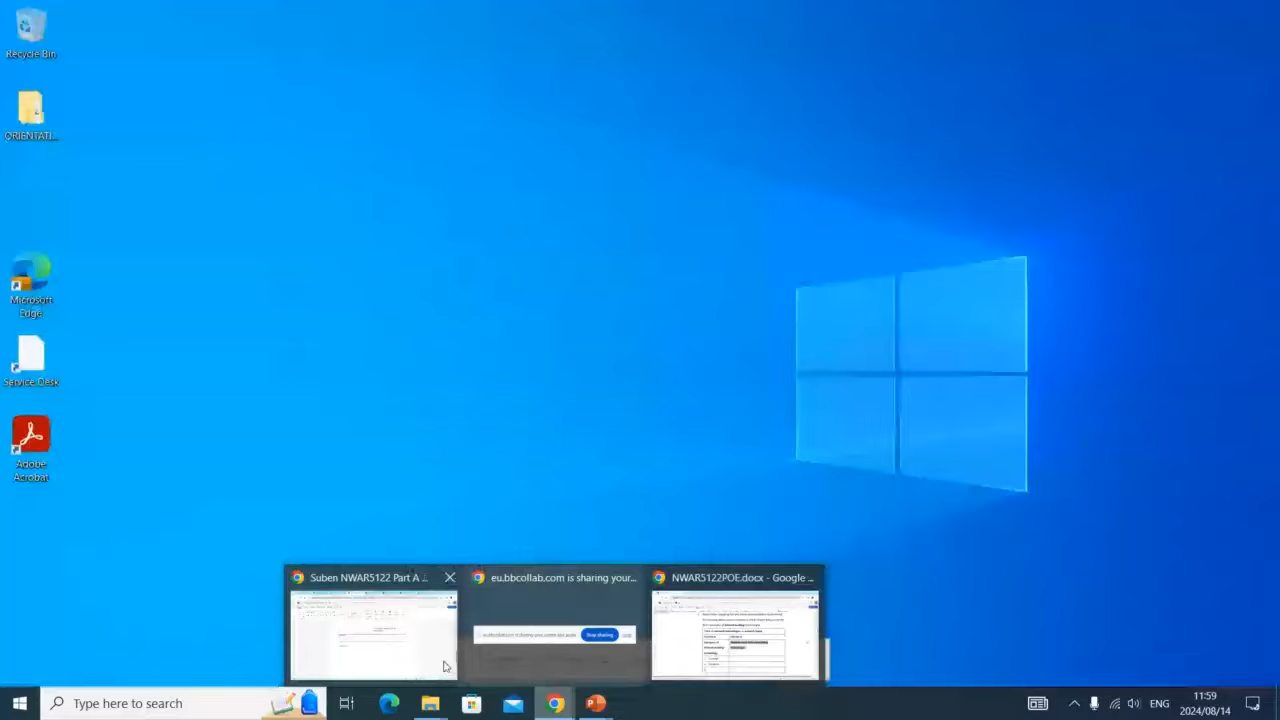 Recycle Bin
ORIENTATI...
Microsoft
Edge
Service Desk
Adobe
Acrobat
Suben NWAR5122 Part A ...
eu.bbcollab.com is sharing your...
NWAR5122POE.docx - Google ...
Stop sharing
Type here to search
ENG
11:59
2024/08/14